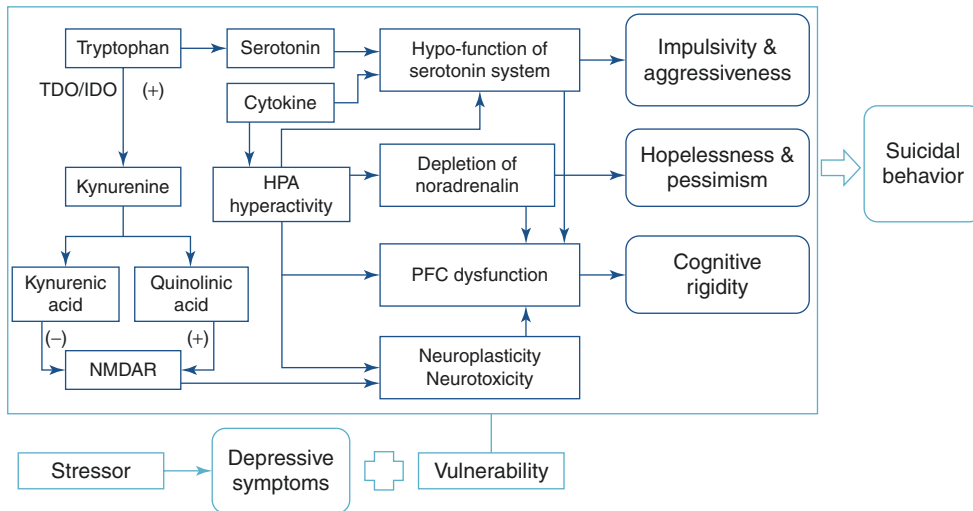 Tryptophan
Serotonin
Hypo-function of
serotonin system
Impulsivity &
aggressiveness
TDO/IDO
(+)
Cytokine
Suicidal
behavior
Kynurenine
HPA
hyperactivity
Depletion of
noradrenalin
Hopelessness &
pessimism
Kynurenic
acid
Quinolinic
acid
PFC dysfunction
Cognitive
rigidity
(−)
(+)
NMDAR
Neuroplasticity
Neurotoxicity
Stressor
Depressive
symptoms
Vulnerability